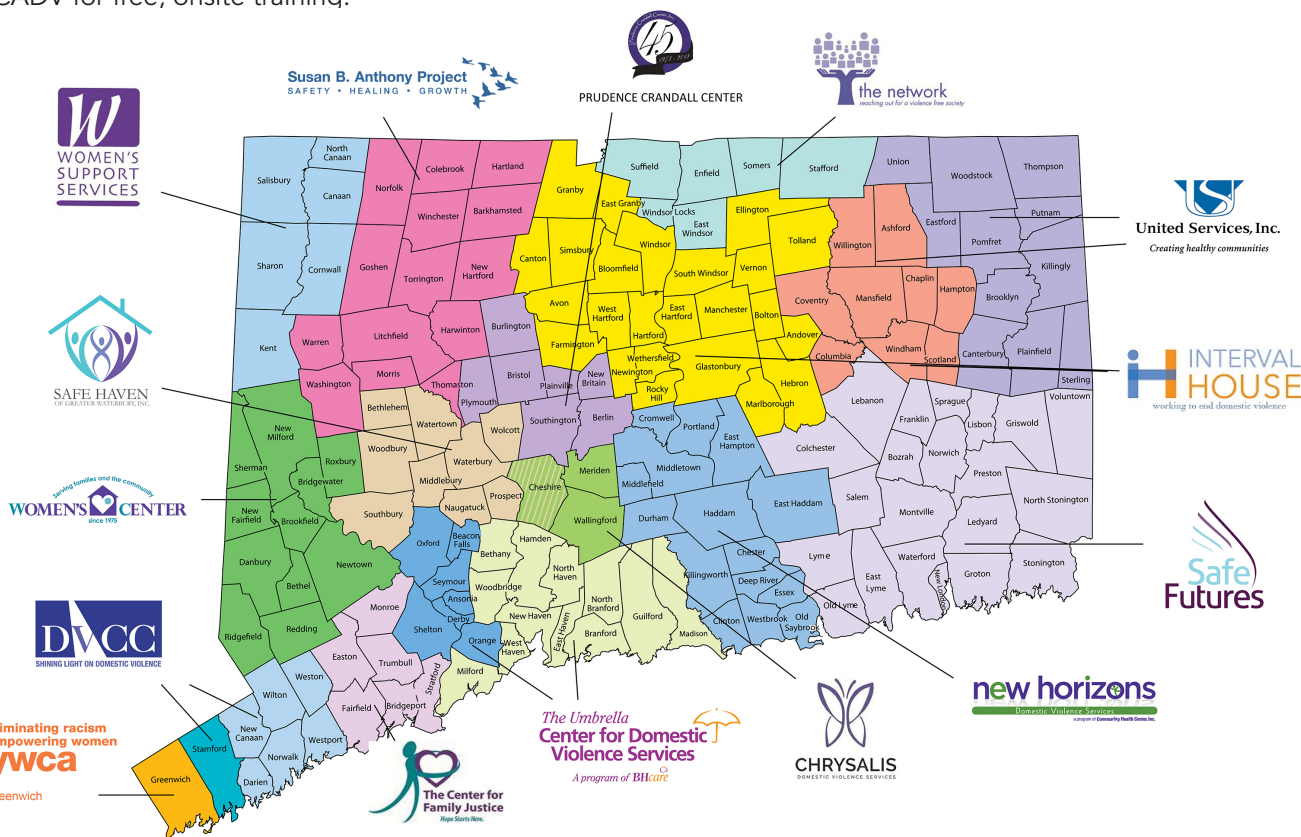 CADV for free, onsite training.
Susan B. Anthony Project
SAFETY • HEALING • GROWTH
45
1973 - 2018
PRUDENCE CRANDALL CENTER
the network
reaching out for a violence free society
W
WOMEN'S
SUPPORT
SERVICES
US
United Services, Inc.
Creating healthy communities
SAFE HAVEN
OF GREATER WATERBURY, INC.
iH INTERVAL
HOUSE
working to end domestic violence
Serving families and the community
WOMEN'S CENTER
since 1975
Safe
Futures
DVCC
SHINING LIGHT ON DOMESTIC VIOLENCE
new horizons
Domestic Violence Services
a program of Community Health Center, Inc.
The Umbrella
Center for Domestic
Violence Services
A program of BHcare
CHRYSALIS
DOMESTIC VIOLENCE SERVICES
The Center for
Family Justice
Hope Starts Here.
eliminating racism
empowering women
ywca
Greenwich
Salisbury
North
Canaan
Canaan
Norfolk
Colebrook
Hartland
Winchester
Barkhamsted
Granby
East Granby
Suffield
Windsor Locks
Enfield
East
Windsor
Somers
Stafford
Union
Woodstock
Thompson
Putnam
Sharon
Cornwall
Goshen
Torrington
New
Hartford
Canton
Simsbury
Bloomfield
Windsor
South Windsor
Ellington
Vernon
Tolland
Willington
Ashford
Eastford
Pomfret
Killingly
Kent
Warren
Litchfield
Harwinton
Burlington
Avon
Farmington
West
Hartford
Hartford
East
Hartford
Manchester
Bolton
Coventry
Andover
Mansfield
Chaplin
Hampton
Brooklyn
Washington
Morris
Thomaston
Plymouth
Bristol
Plainville
New
Britain
Newington
Wethersfield
Rocky
Hill
Glastonbury
Hebron
Marlborough
Columbia
Windham
Scotland
Canterbury
Plainfield
Sterling
New
Milford
Sherman
Roxbury
Bridgewater
Bethlehem
Watertown
Woodbury
Wolcott
Waterbury
Middlebury
Southbury
Naugatuck
Prospect
Southington
Berlin
Cheshire
Meriden
Wallingford
Cromwell
Portland
East
Hampton
Middletown
Middlefield
Durham
Haddam
East Haddam
Colchester
Lebanon
Franklin
Sprague
Lisbon
Griswold
Voluntown
Bozrah
Norwich
Preston
North Stonington
Salem
Montville
Ledyard
New
Fairfield
Brookfield
Danbury
Bethel
Newtown
Ridgefield
Redding
Oxford
Beacon
Falls
Seymour
Ansonia
Derby
Shelton
Orange
Bethany
Woodbridge
Hamden
North
Haven
New Haven
East Haven
West
Haven
Milford
North
Branford
Branford
Guilford
Madison
Killingworth
Clinton
Chester
Deep River
Essex
Westbrook
Old
Saybrook
Lyme
Old Lyme
East
Lyme
Waterford
New London
Groton
Stonington
Monroe
Easton
Trumbull
Stratford
Fairfield
Bridgeport
Weston
Wilton
Westport
New
Canaan
Norwalk
Darien
Stamford
Greenwich